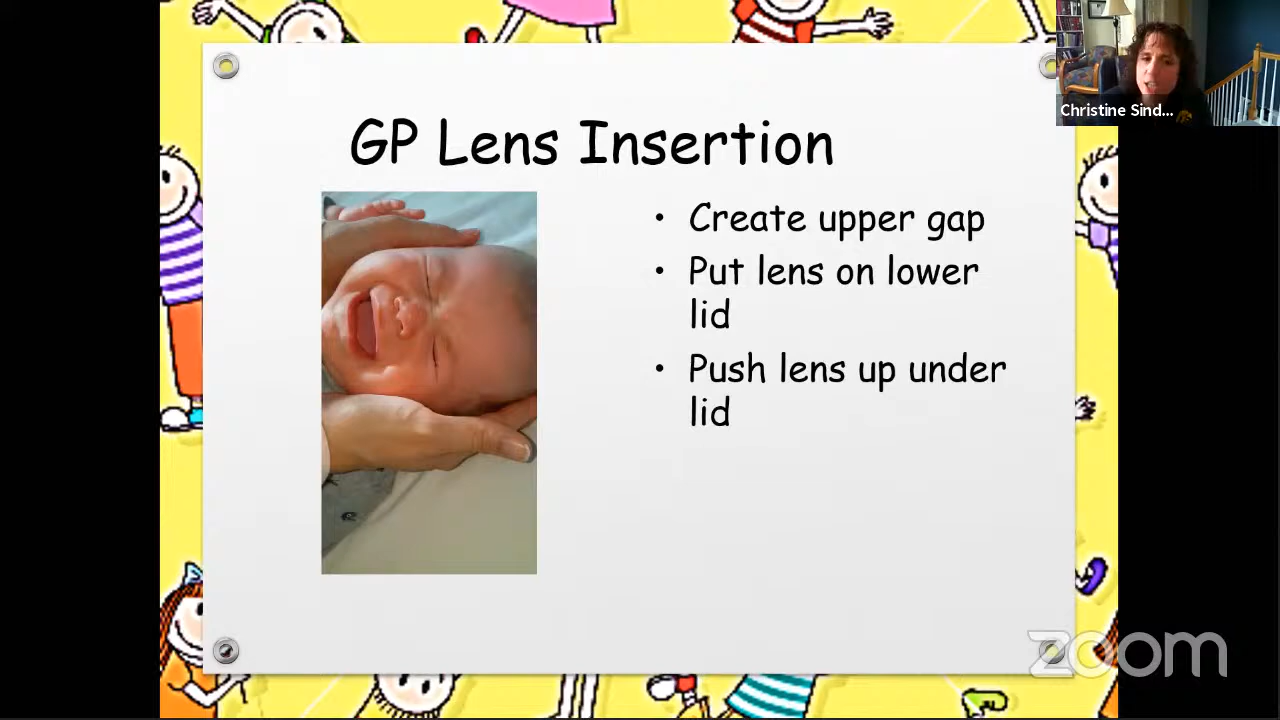 Christine Sind...
GP Lens Insertion
• Create upper gap
• Put lens on lower
lid
• Push lens up under
lid
zoom